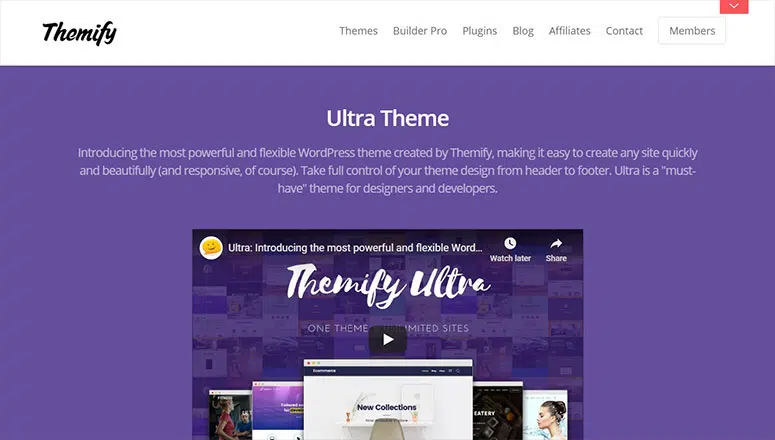 Themify
Themes Builder Pro Plugins Blog Affiliates Contact Members
Ultra Theme
Introducing the most powerful and flexible WordPress theme created by Themify, making it easy to create any site quickly
and beautifully (and responsive, of course). Take full control of your theme design from header to footer. Ultra is a "must-
have" theme for designers and developers.
Ultra: Introducing the most powerful and flexible Word...
Watch later Share
Themify Ultra
ONE THEME UNLIMITED SITES
Ecommerce
FITNESS
New Collections
EATERY